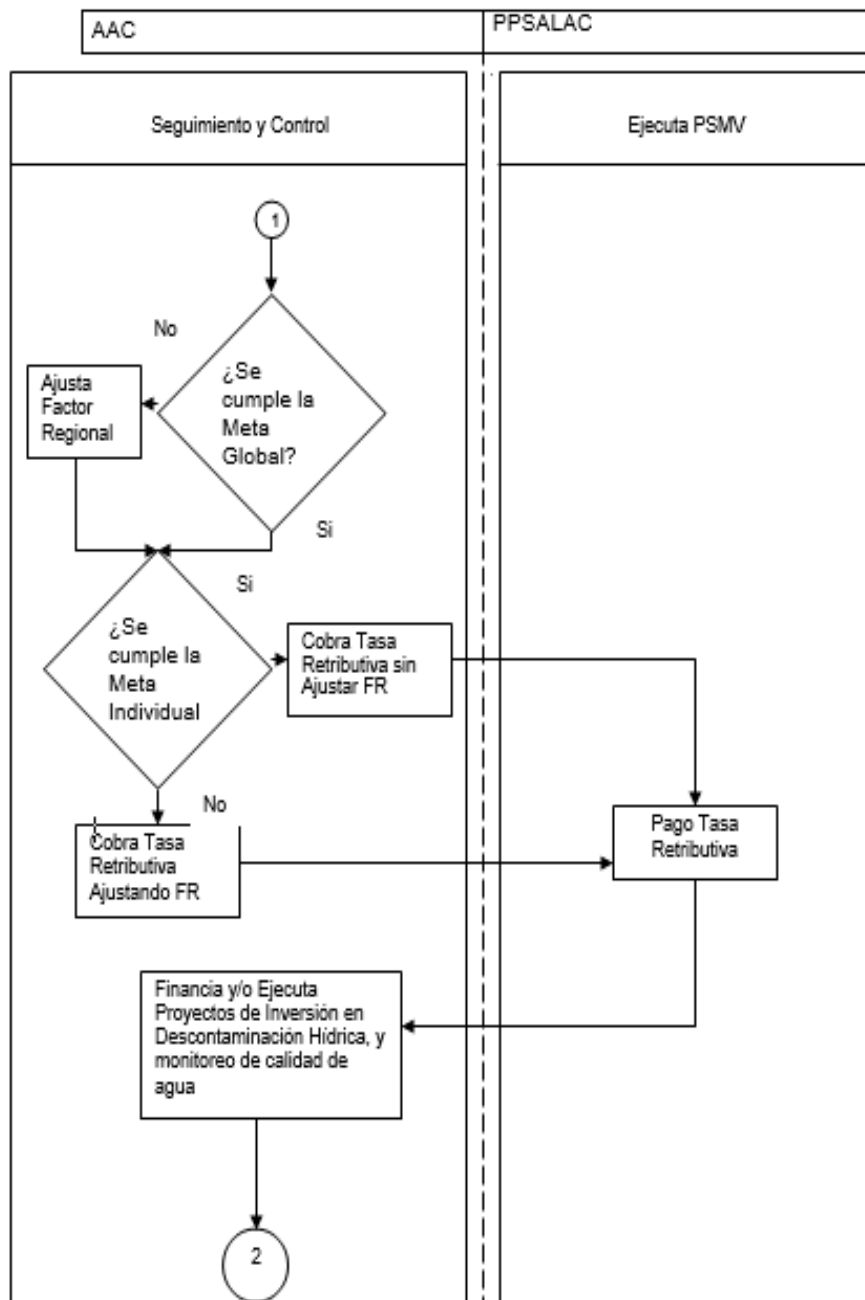 AAC
PPSALAC
Seguimiento y Control
Ejecuta PSMV
1
No
¿Se
cumple la
Meta
Global?
Ajusta
Factor
Regional
Si
Si
¿Se
cumple la
Meta
Individual
Cobra Tasa
Retributiva sin
Ajustar FR
No
Cobra Tasa
Retributiva
Ajustando FR
Pago Tasa
Retributiva
Financia y/o Ejecuta
Proyectos de Inversión en
Descontaminación Hídrica, y
monitoreo de calidad de
agua
2